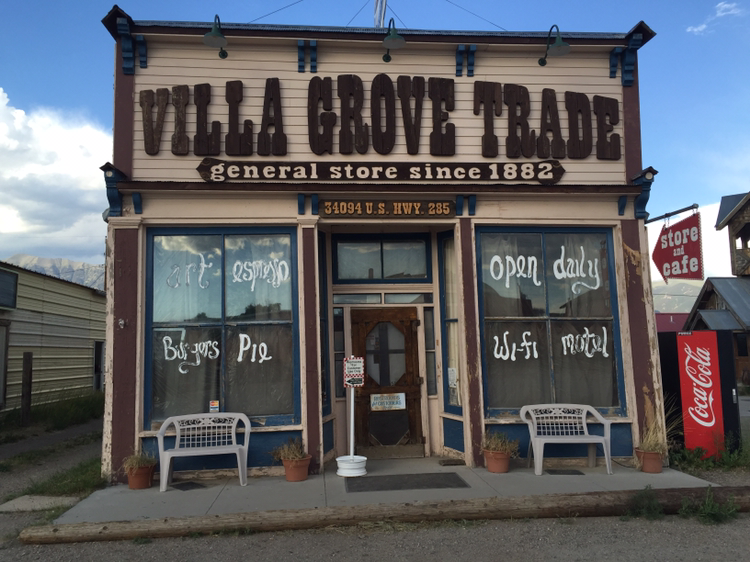 VILLA GROVE TRADE
general store since 1882
34094 U.S. HWY. 285
art espresso
Burgers Pie
open daily
Wi-fi motel
store
and
cafe
Coca-Cola